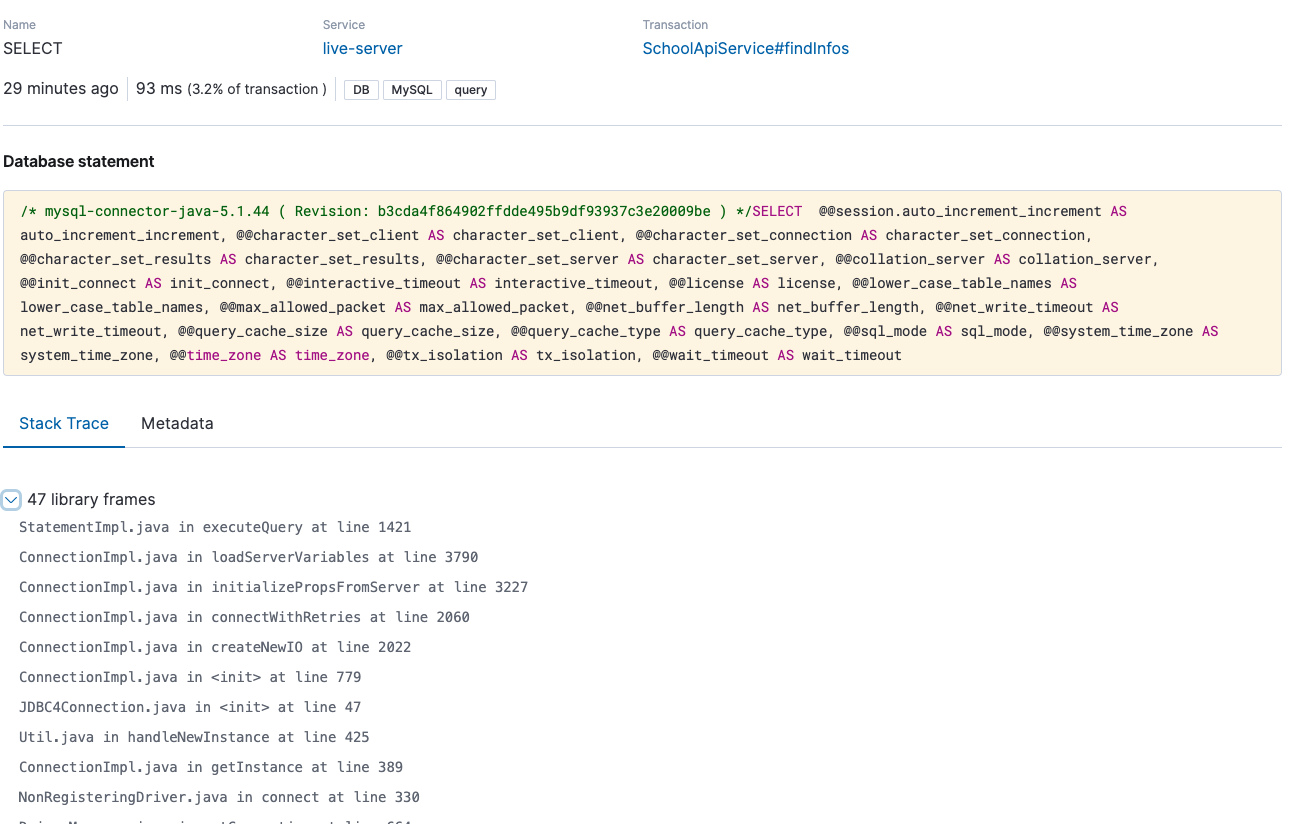 Name Service Transaction
SELECT live-server SchoolApiService#findInfos
29 minutes ago 93 ms (3.2% of transaction ) DB MySQL query
Database statement
/* mysql-connector-java-5.1.44 ( Revision: b3cda4f864902ffdde495b9df93937c3e20009be ) */SELECT  @@session.auto_increment_increment AS
auto_increment_increment, @@character_set_client AS character_set_client, @@character_set_connection AS character_set_connection,
@@character_set_results AS character_set_results, @@character_set_server AS character_set_server, @@collation_server AS collation_server,
@@init_connect AS init_connect, @@interactive_timeout AS interactive_timeout, @@license AS license, @@lower_case_table_names AS
lower_case_table_names, @@max_allowed_packet AS max_allowed_packet, @@net_buffer_length AS net_buffer_length, @@net_write_timeout AS
net_write_timeout, @@query_cache_size AS query_cache_size, @@query_cache_type AS query_cache_type, @@sql_mode AS sql_mode, @@system_time_zone AS
system_time_zone, @@time_zone AS time_zone, @@tx_isolation AS tx_isolation, @@wait_timeout AS wait_timeout
Stack Trace Metadata
47 library frames
StatementImpl.java in executeQuery at line 1421
ConnectionImpl.java in loadServerVariables at line 3790
ConnectionImpl.java in initializePropsFromServer at line 3227
ConnectionImpl.java in connectWithRetries at line 2060
ConnectionImpl.java in createNewIO at line 2022
ConnectionImpl.java in <init> at line 779
JDBC4Connection.java in <init> at line 47
Util.java in handleNewInstance at line 425
ConnectionImpl.java in getInstance at line 389
NonRegisteringDriver.java in connect at line 330